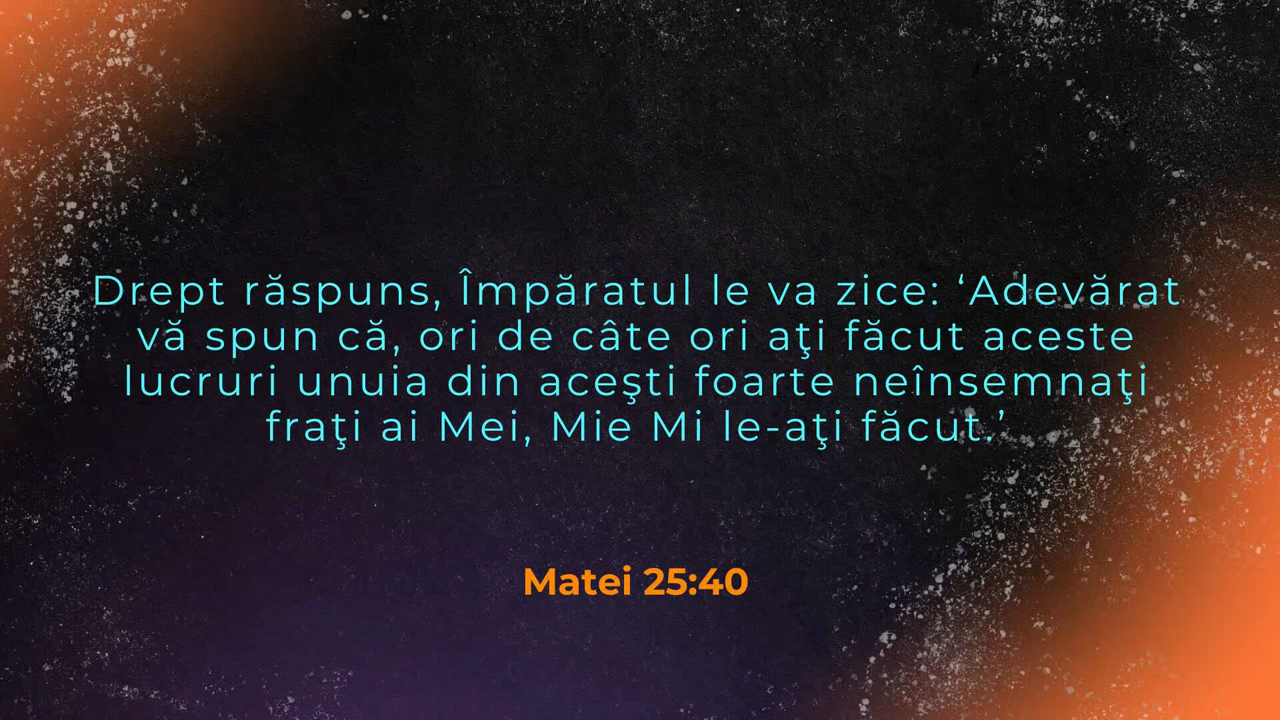 Drept răspuns, Împăratul le va zice: ‘Adevărat
vă spun că, ori de câte ori aţi făcut aceste
lucruri unuia din aceşti foarte neînsemnaţi
fraţi ai Mei, Mie Mi le-aţi făcut.’
Matei 25:40